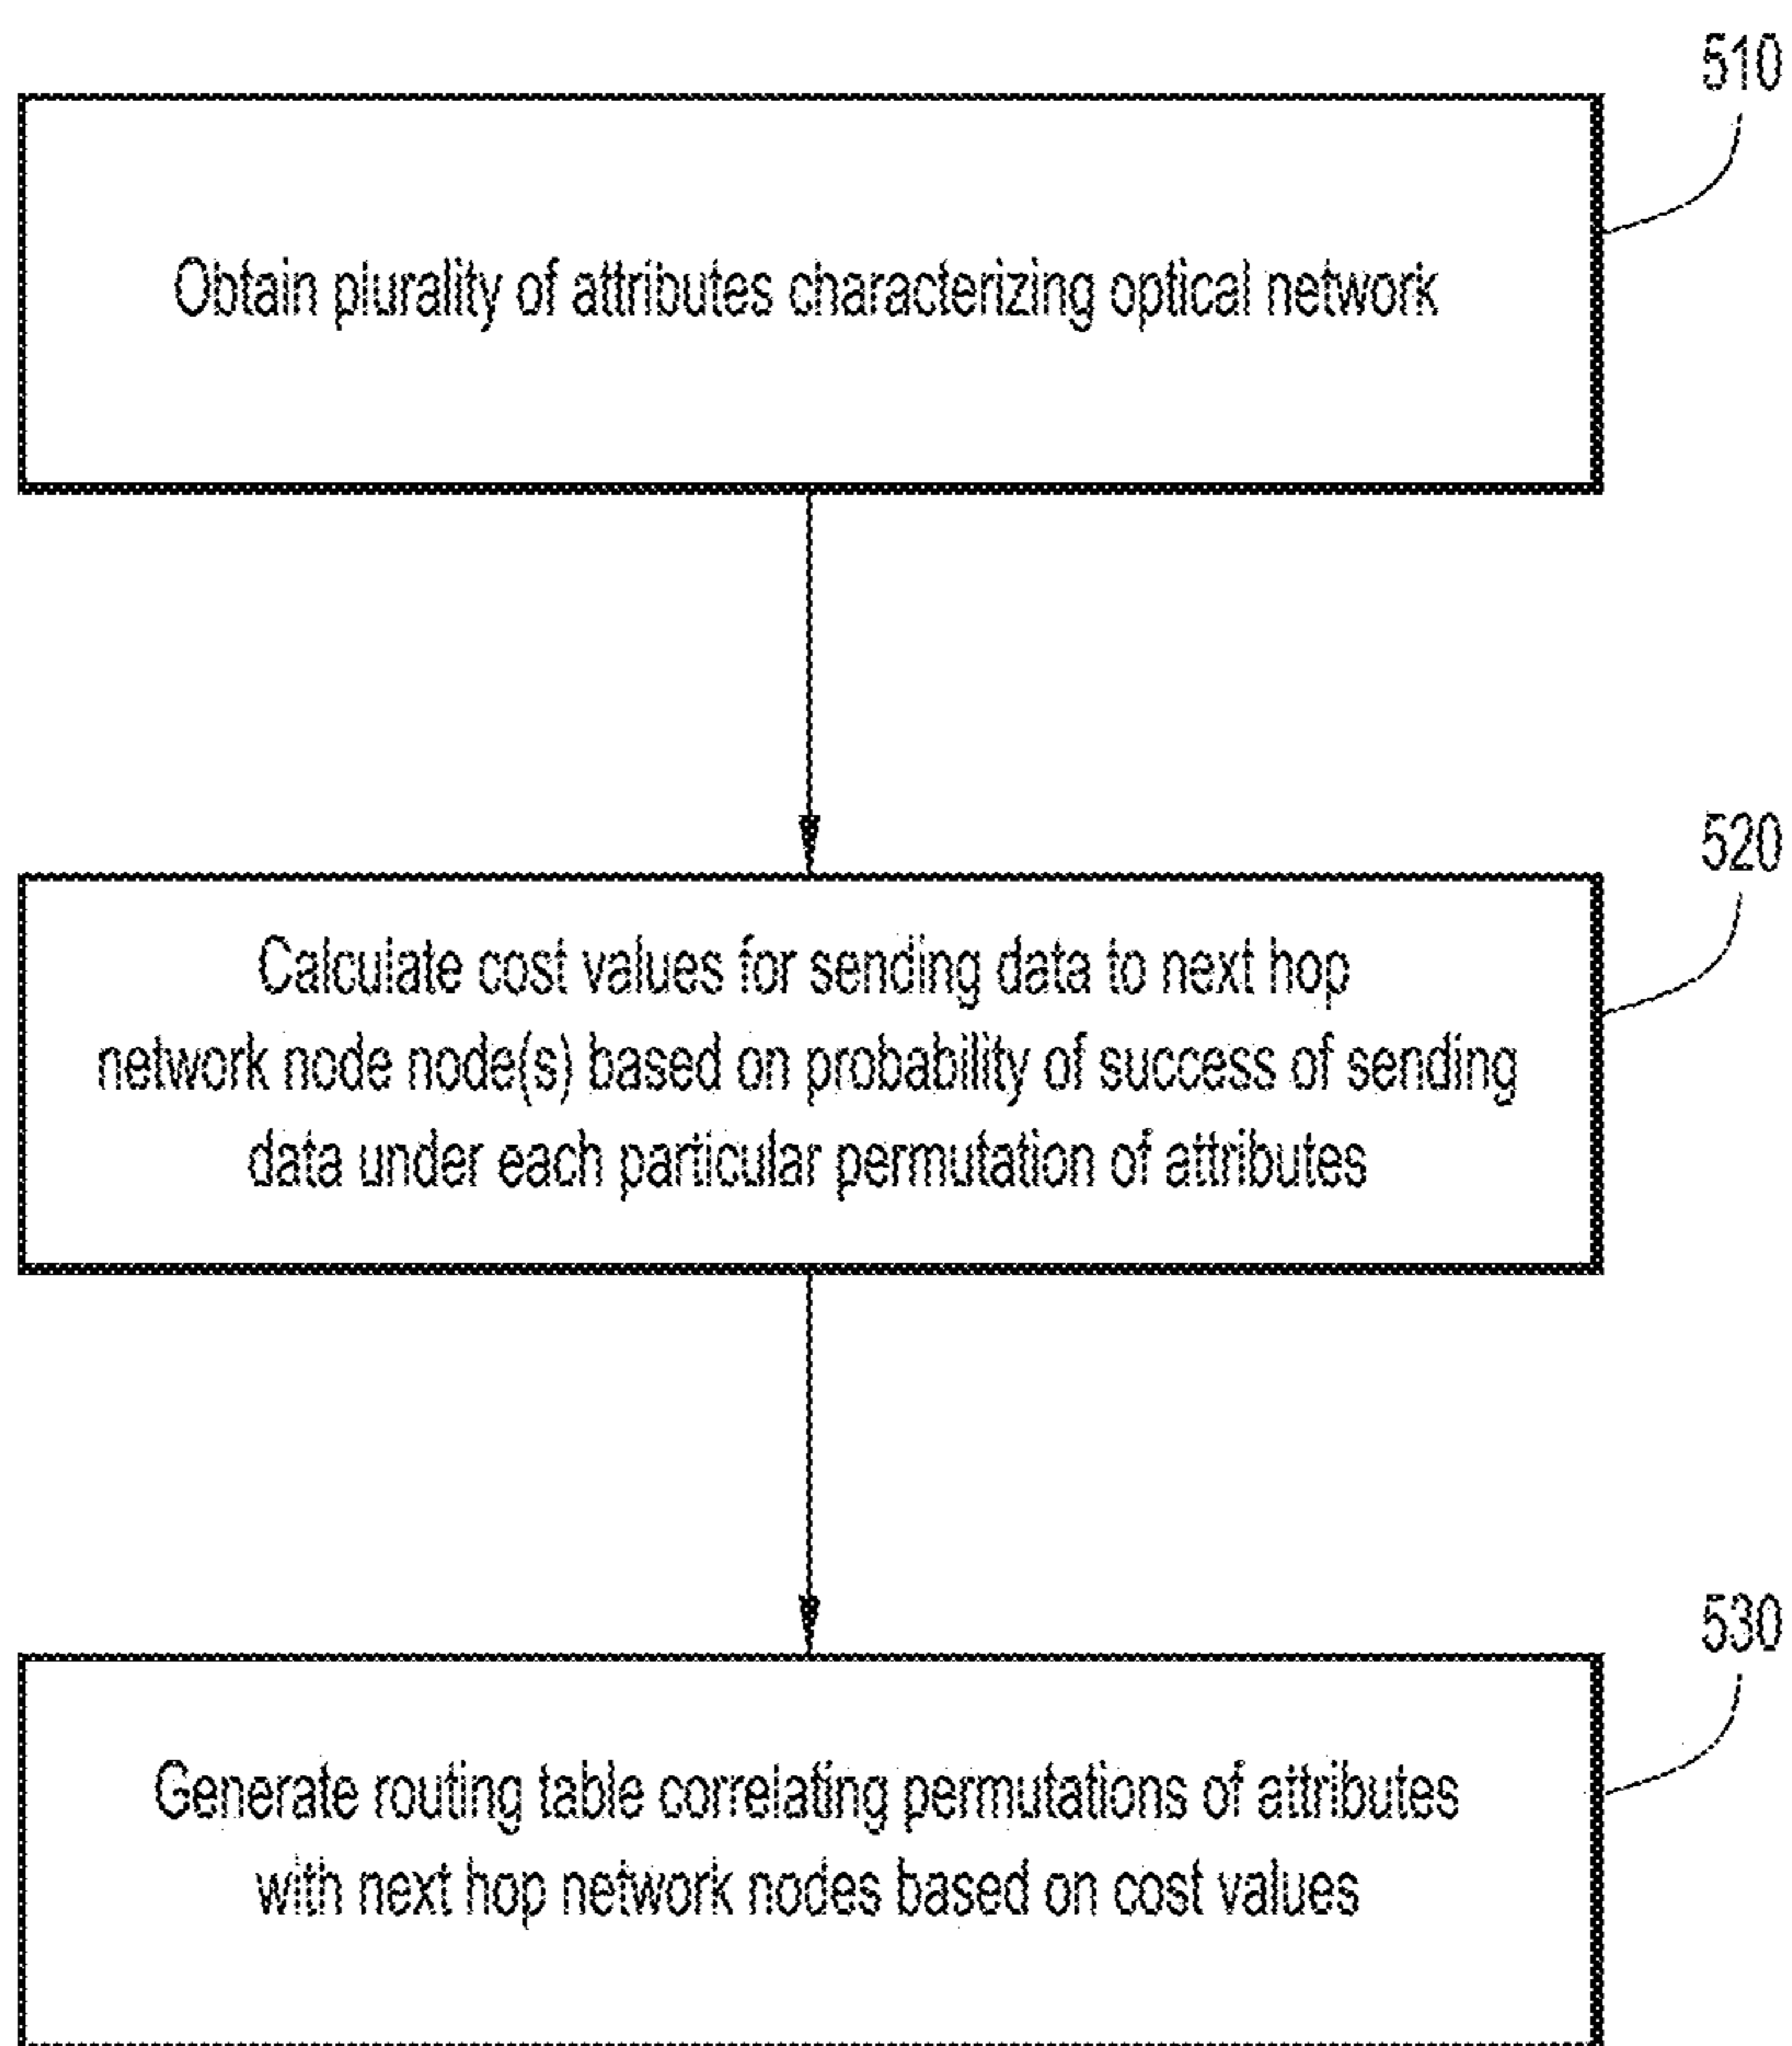 510
Obtain plurality of attributes characterizing optical network
520
Calculate cost values for sending data to next hop
network node node(s) based on probability of success of sending
data under each particular permutation of attributes
530
Generate routing table correlating permutations of attributes
with next hop network nodes based on cost values